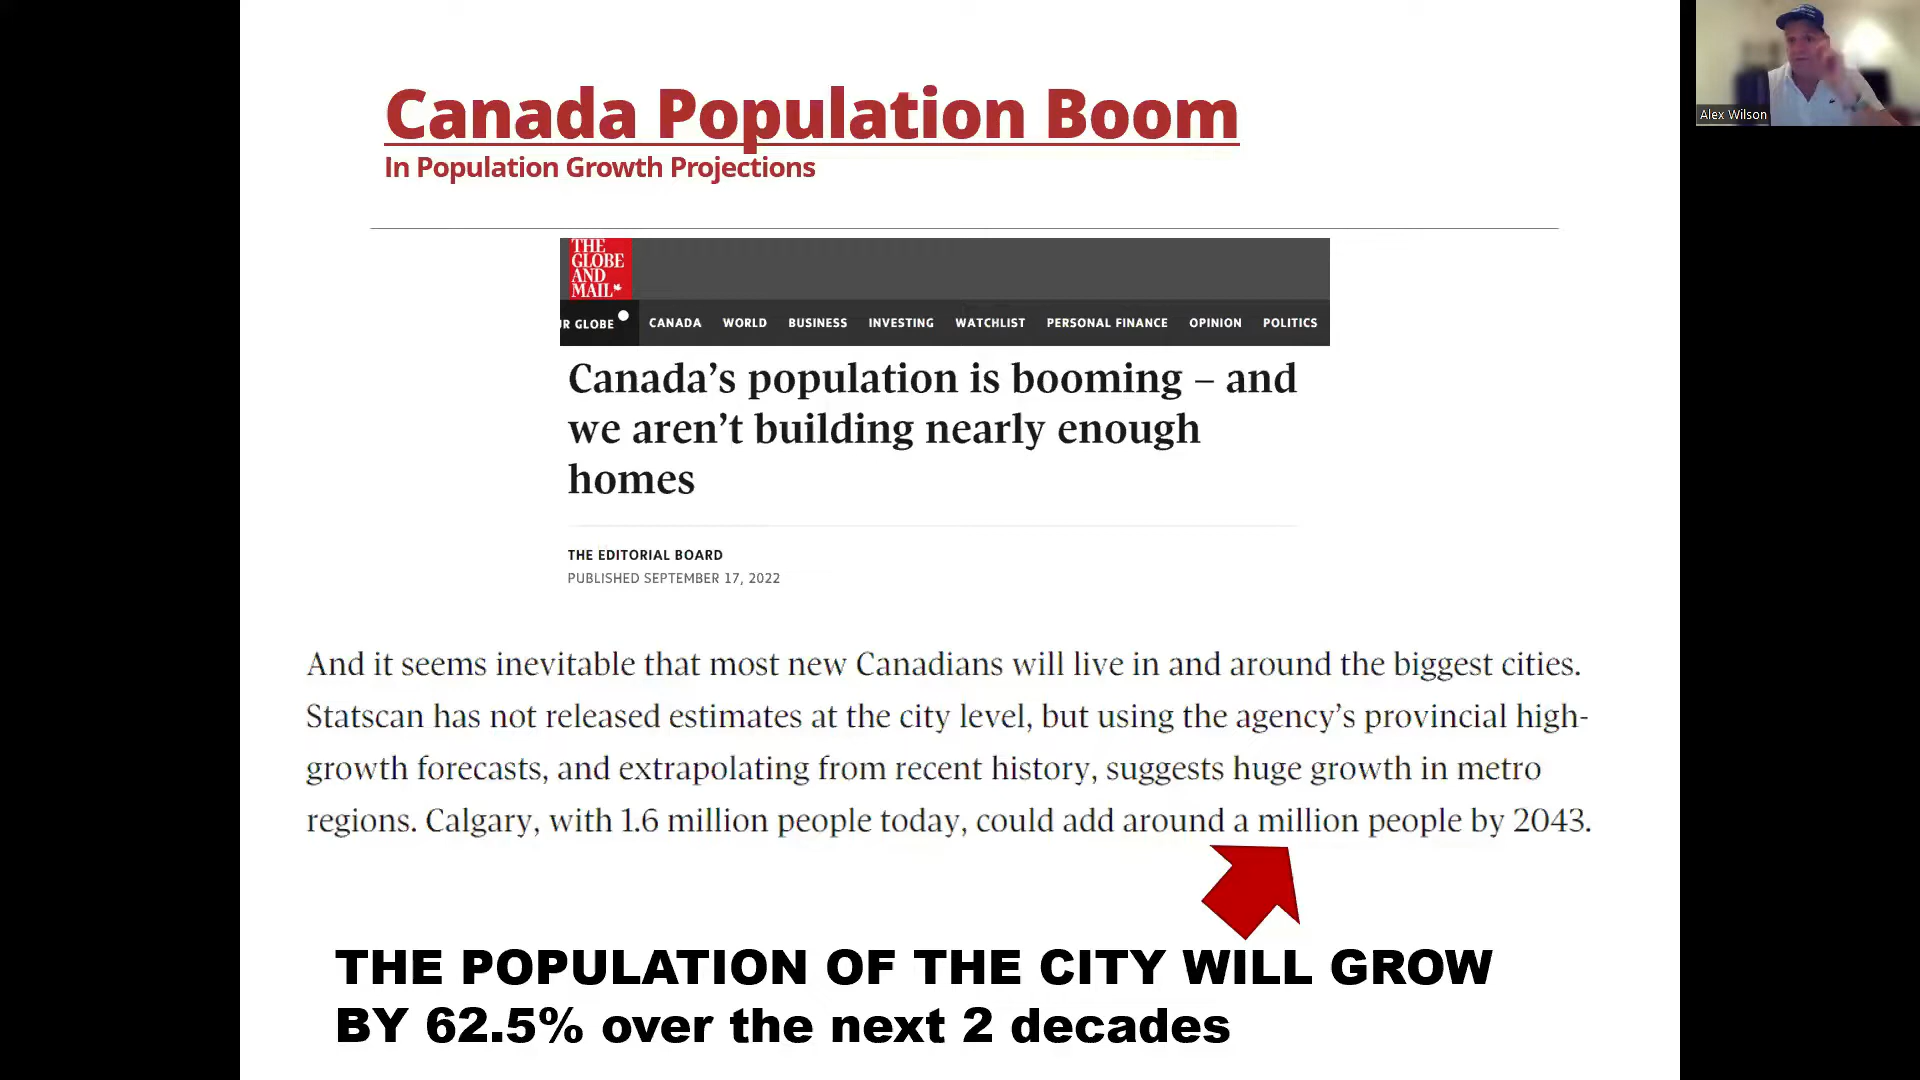 Canada Population Boom
In Population Growth Projections
Alex Wilson
THE
GLOBE
AND
MAIL
UR GLOBE CANADA WORLD BUSINESS INVESTING WATCHLIST PERSONAL FINANCE OPINION POLITICS
Canada’s population is booming – and
we aren’t building nearly enough
homes
THE EDITORIAL BOARD
PUBLISHED SEPTEMBER 17, 2022
And it seems inevitable that most new Canadians will live in and around the biggest cities.
Statscan has not released estimates at the city level, but using the agency’s provincial high-
growth forecasts, and extrapolating from recent history, suggests huge growth in metro
regions. Calgary, with 1.6 million people today, could add around a million people by 2043.
THE POPULATION OF THE CITY WILL GROW
BY 62.5% over the next 2 decades